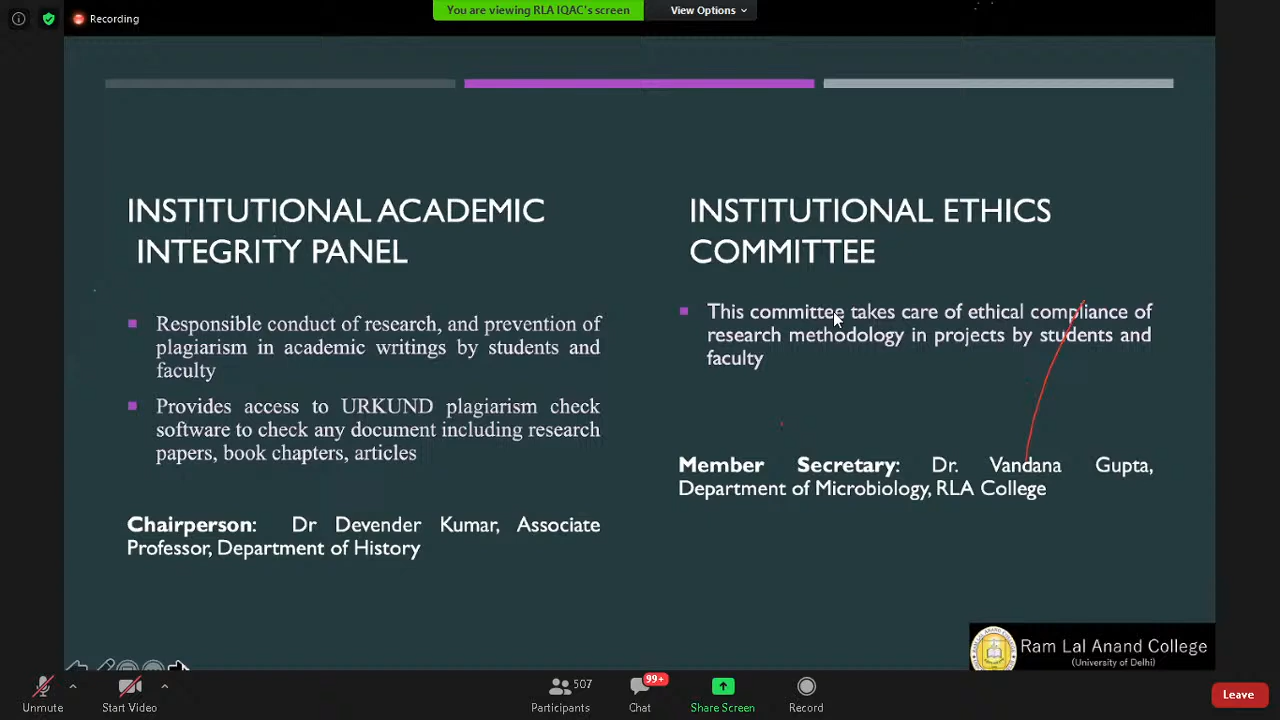 Recording
You are viewing RLA IQAC's screen
View Options
INSTITUTIONAL ACADEMIC
INTEGRITY PANEL
Responsible conduct of research, and prevention of
plagiarism in academic writings by students and
faculty
Provides access to URKUND plagiarism check
software to check any document including research
papers, book chapters, articles
Chairperson: Dr Devender Kumar, Associate
Professor, Department of History
INSTITUTIONAL ETHICS
COMMITTEE
This committee takes care of ethical compliance of
research methodology in projects by students and
faculty
Member Secretary: Dr. Vandana Gupta,
Department of Microbiology, RLA College
Ram Lal Anand College
(University of Delhi)
Unmute
Start Video
507
Participants
99+
Chat
Share Screen
Record
Leave